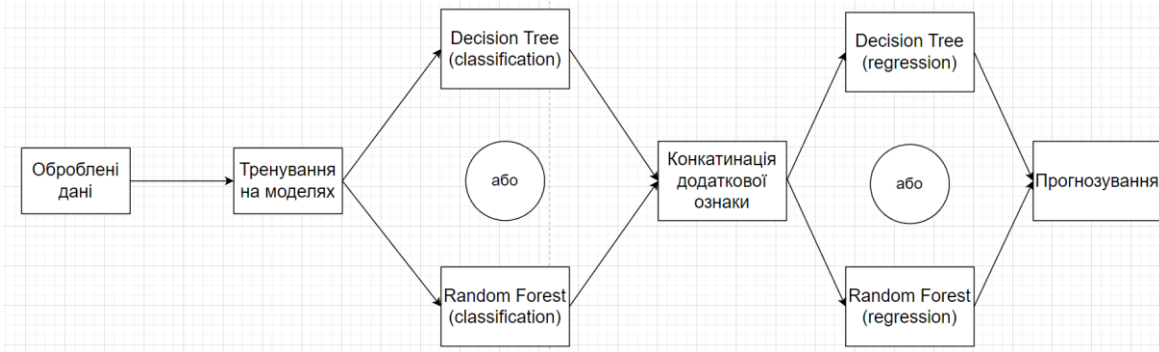 Оброблені
дані
Тренування
на моделях
Decision Tree
(classification)
або
Random Forest
(classification)
Конкатинація
додаткової
ознаки
Decision Tree
(regression)
або
Random Forest
(regression)
Прогнозування